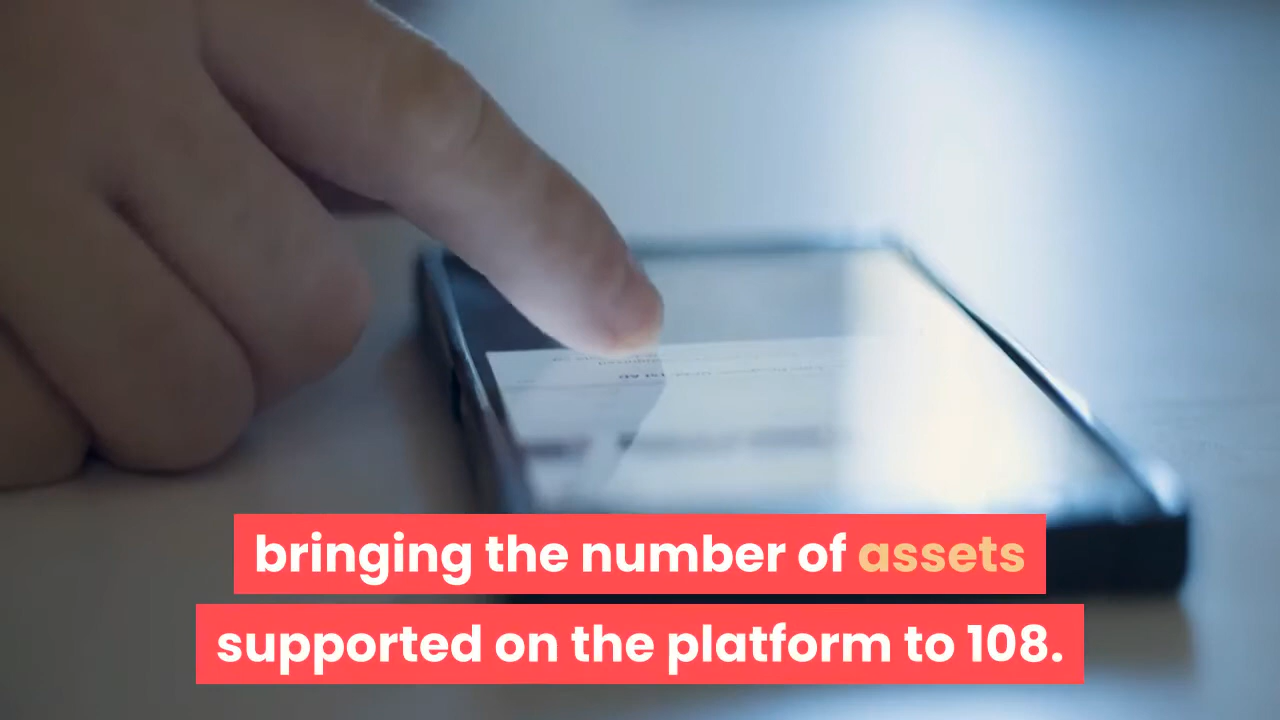 bringing the number of assets
supported on the platform to 108.